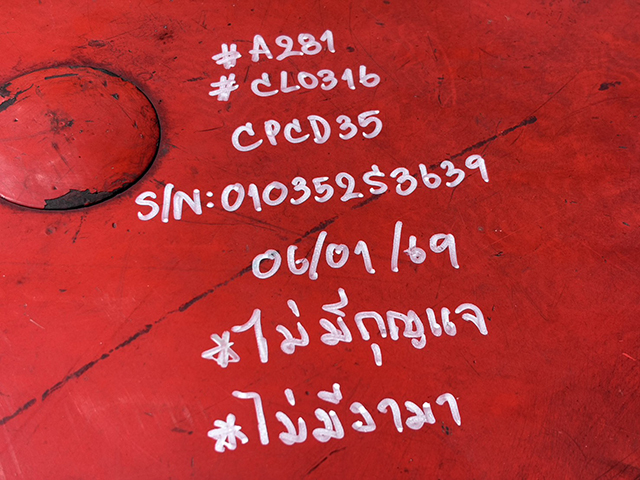 #A281
#CL0316
CPCD35
S/N:01035253639
06/01/69
*ไม่มีกุญแจ
*ไม่มีงามา